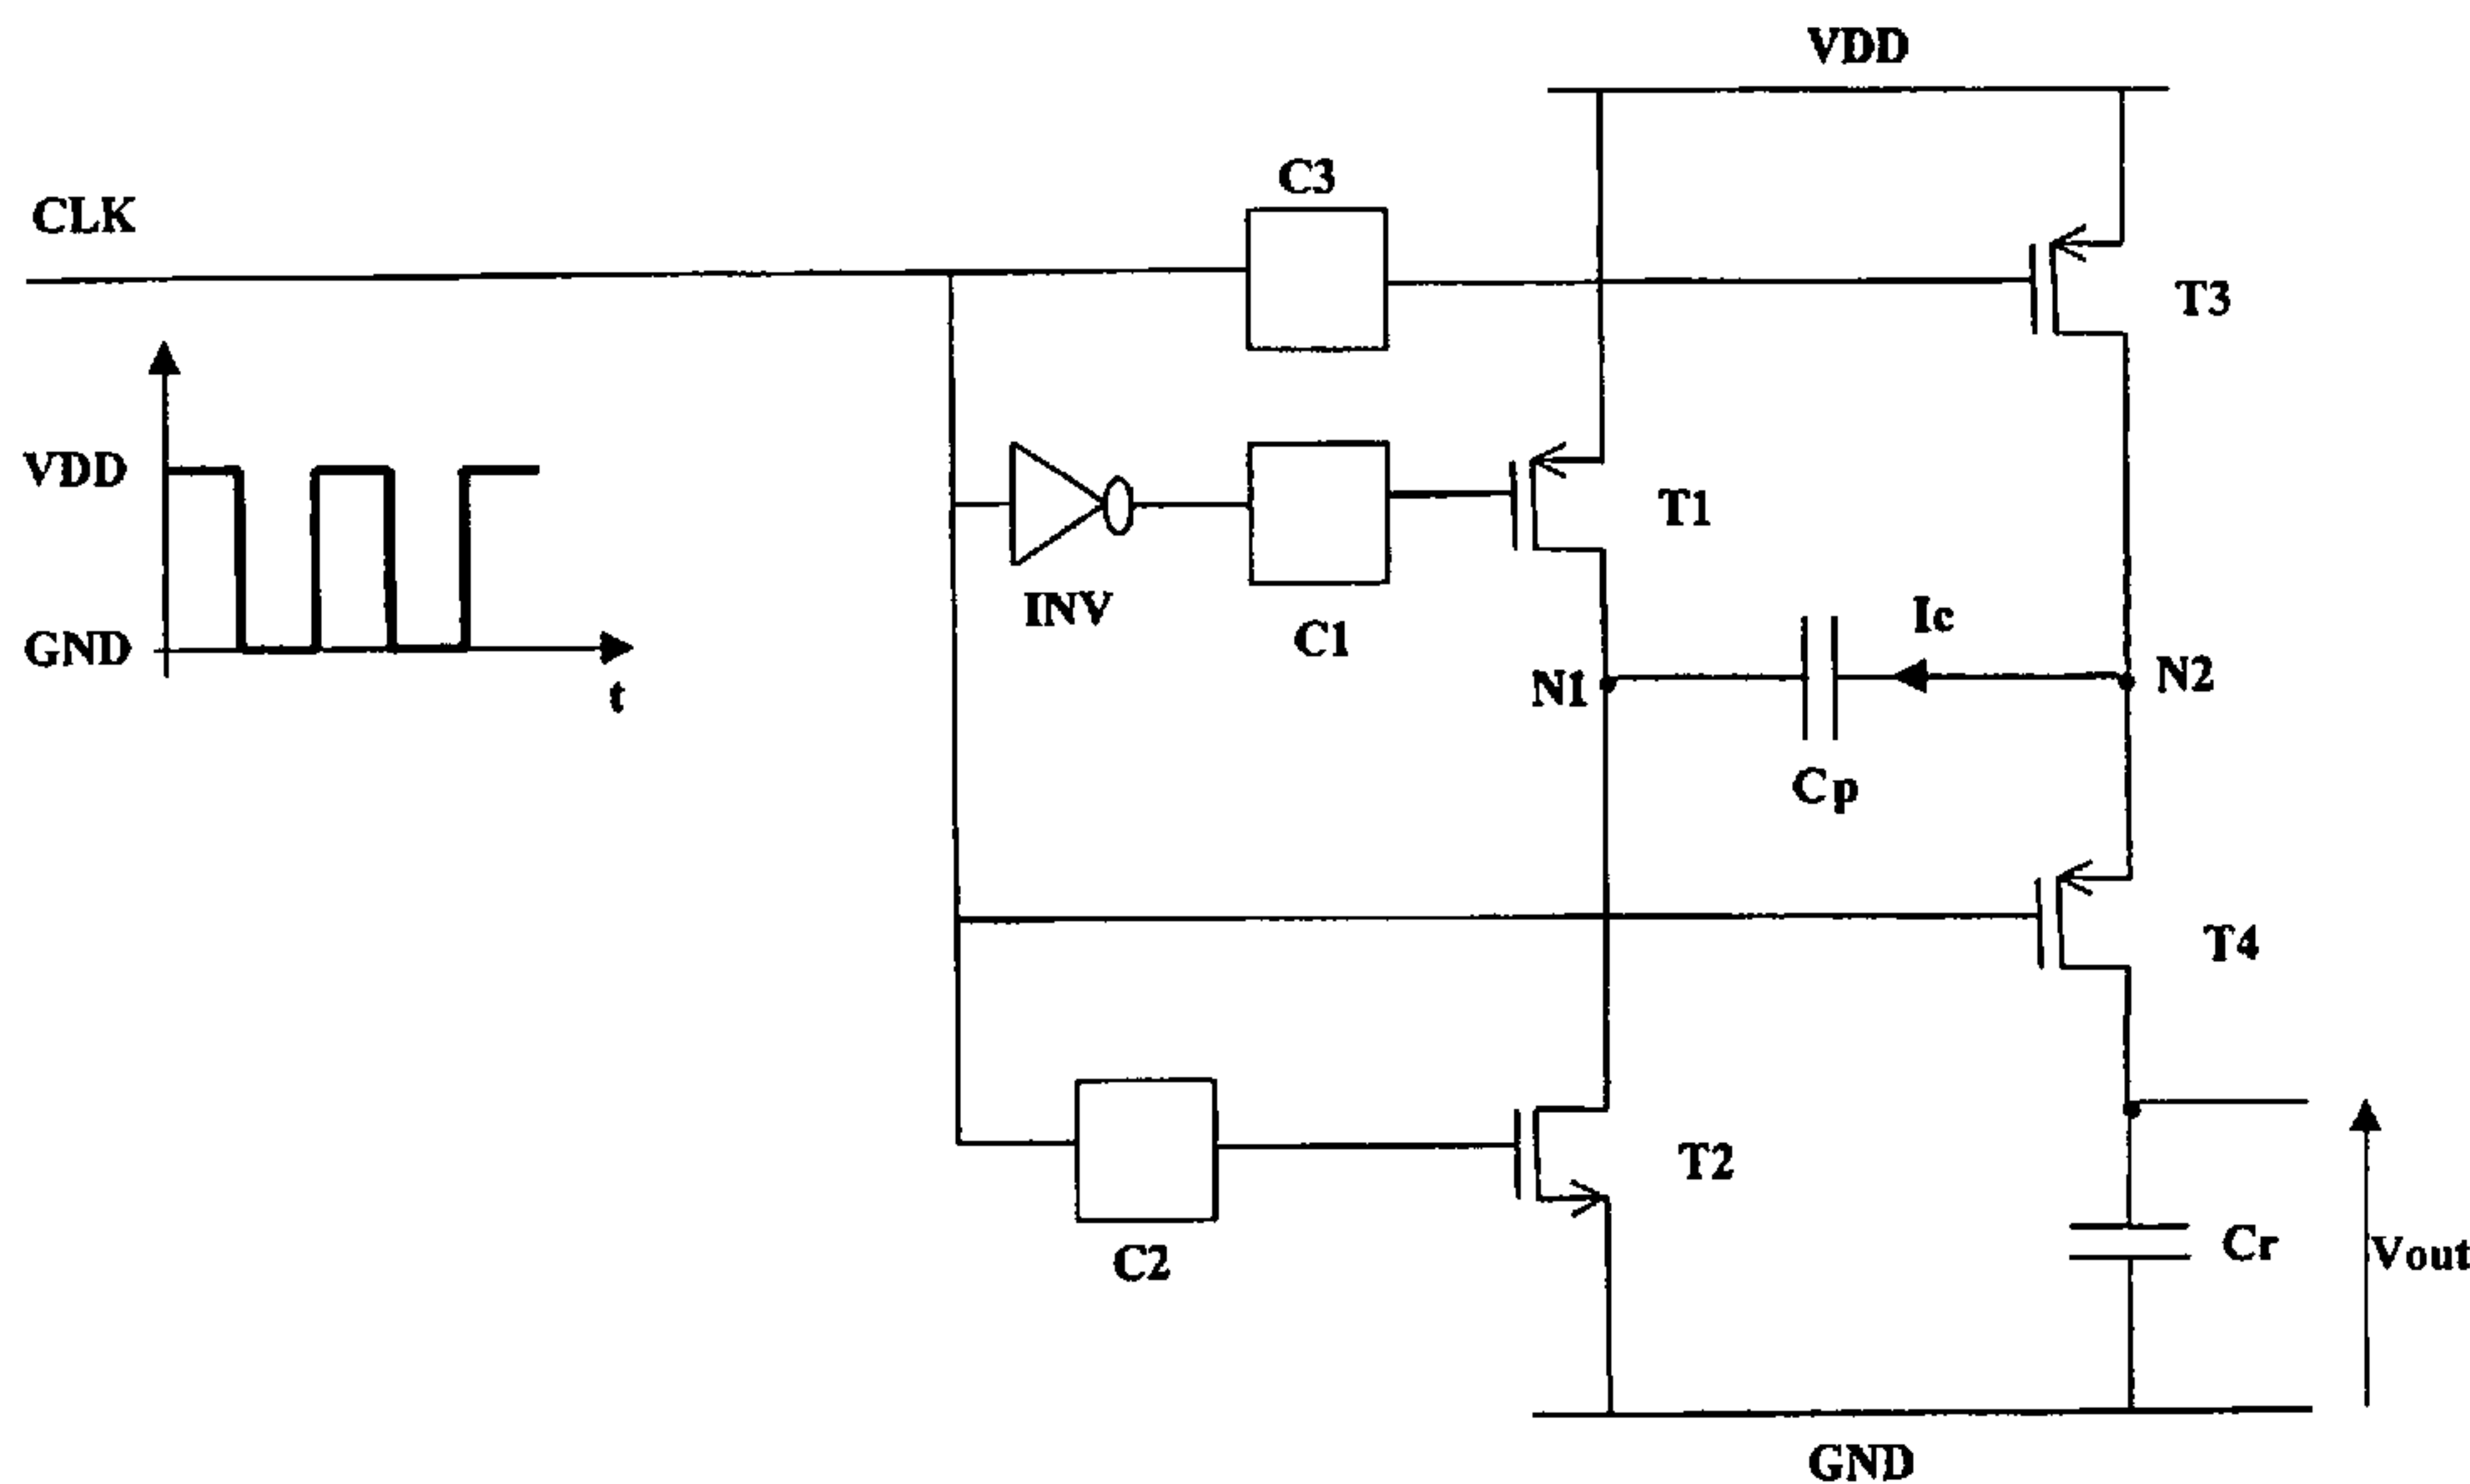 VDD
C3
CLK
T3
VDD
T1
INV
C1
Ic
N1
N2
GND
t
Cp
T4
T2
C2
Cr
Vout
GND